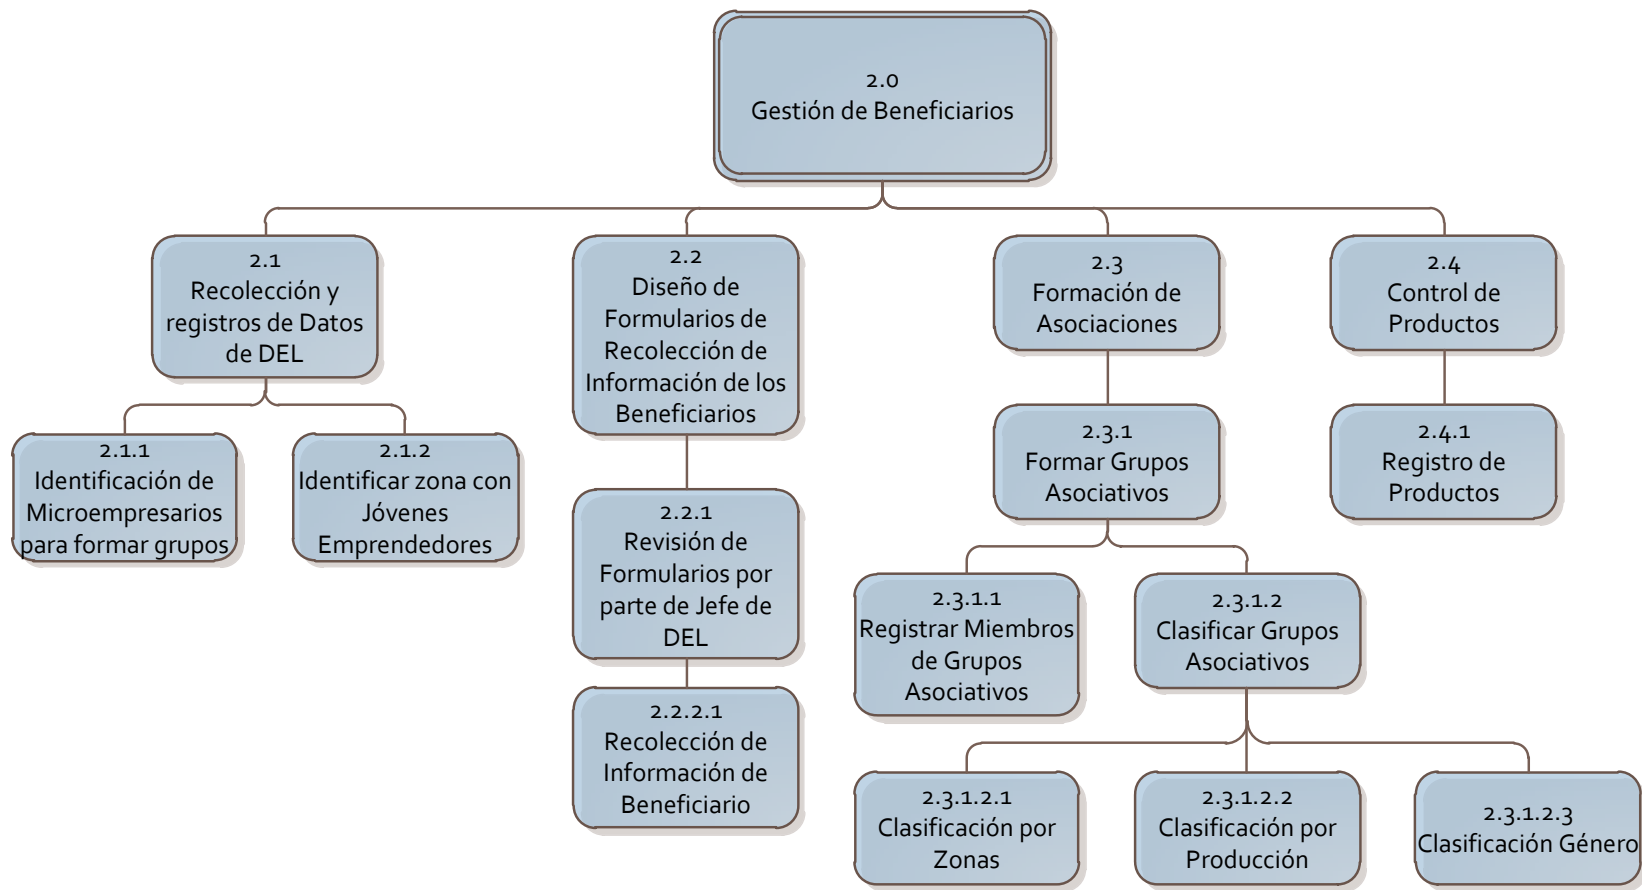 2.0
Gestión de Beneficiarios
2.1
Recolección y
registros de Datos
de DEL
2.2
Diseño de
Formularios de
Recolección de
Información de los
Beneficiarios
2.3
Formación de
Asociaciones
2.4
Control de
Productos
2.1.1
Identificación de
Microempresarios
para formar grupos
2.1.2
Identificar zona con
Jóvenes
Emprendedores
2.2.1
Revisión de
Formularios por
parte de Jefe de
DEL
2.2.2.1
Recolección de
Información de
Beneficiario
2.3.1
Formar Grupos
Asociativos
2.4.1
Registro de
Productos
2.3.1.1
Registrar Miembros
de Grupos
Asociativos
2.3.1.2
Clasificar Grupos
Asociativos
2.3.1.2.1
Clasificación por
Zonas
2.3.1.2.2
Clasificación por
Producción
2.3.1.2.3
Clasificación Género